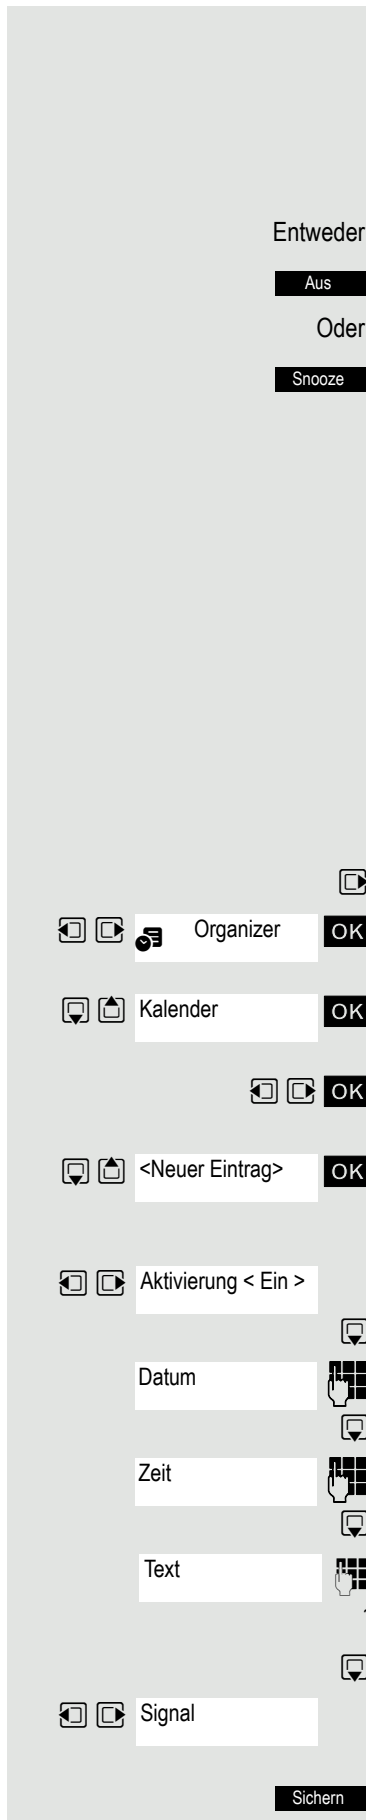 Entweder
Aus
Oder
Snooze
Organizer OK
Kalender OK
OK
<Neuer Eintrag> OK
Aktivierung < Ein >
Datum
Zeit
Text
Signal
Sichern